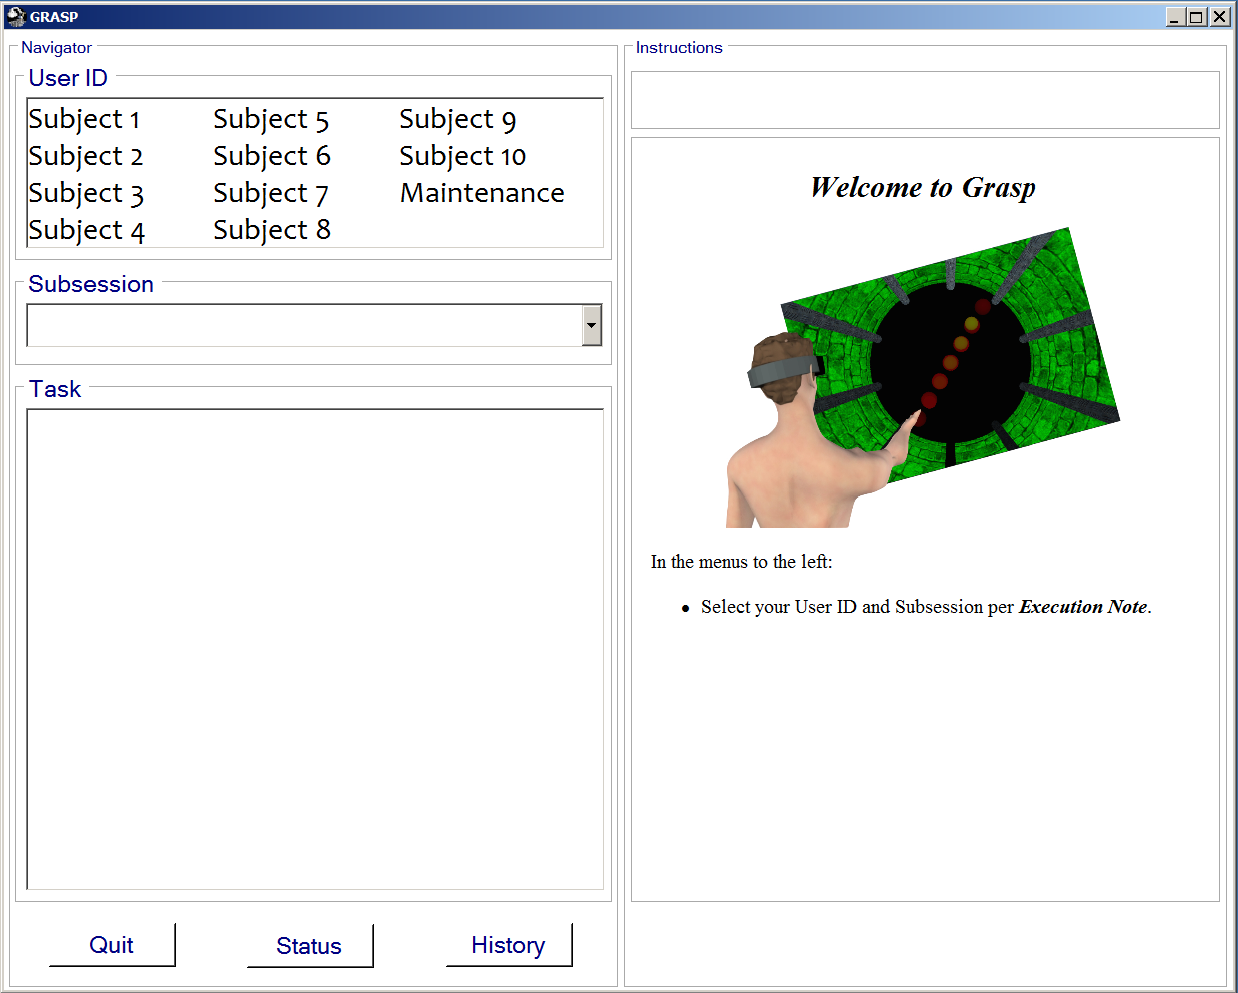 GRASP
Navigator
User ID
Subject 1
Subject 2
Subject 3
Subject 4
Subject 5
Subject 6
Subject 7
Subject 8
Subject 9
Subject 10
Maintenance
Subsession
Task
Quit
Status
History
Instructions
Welcome to Grasp
In the menus to the left:
• Select your User ID and Subsession per Execution Note.